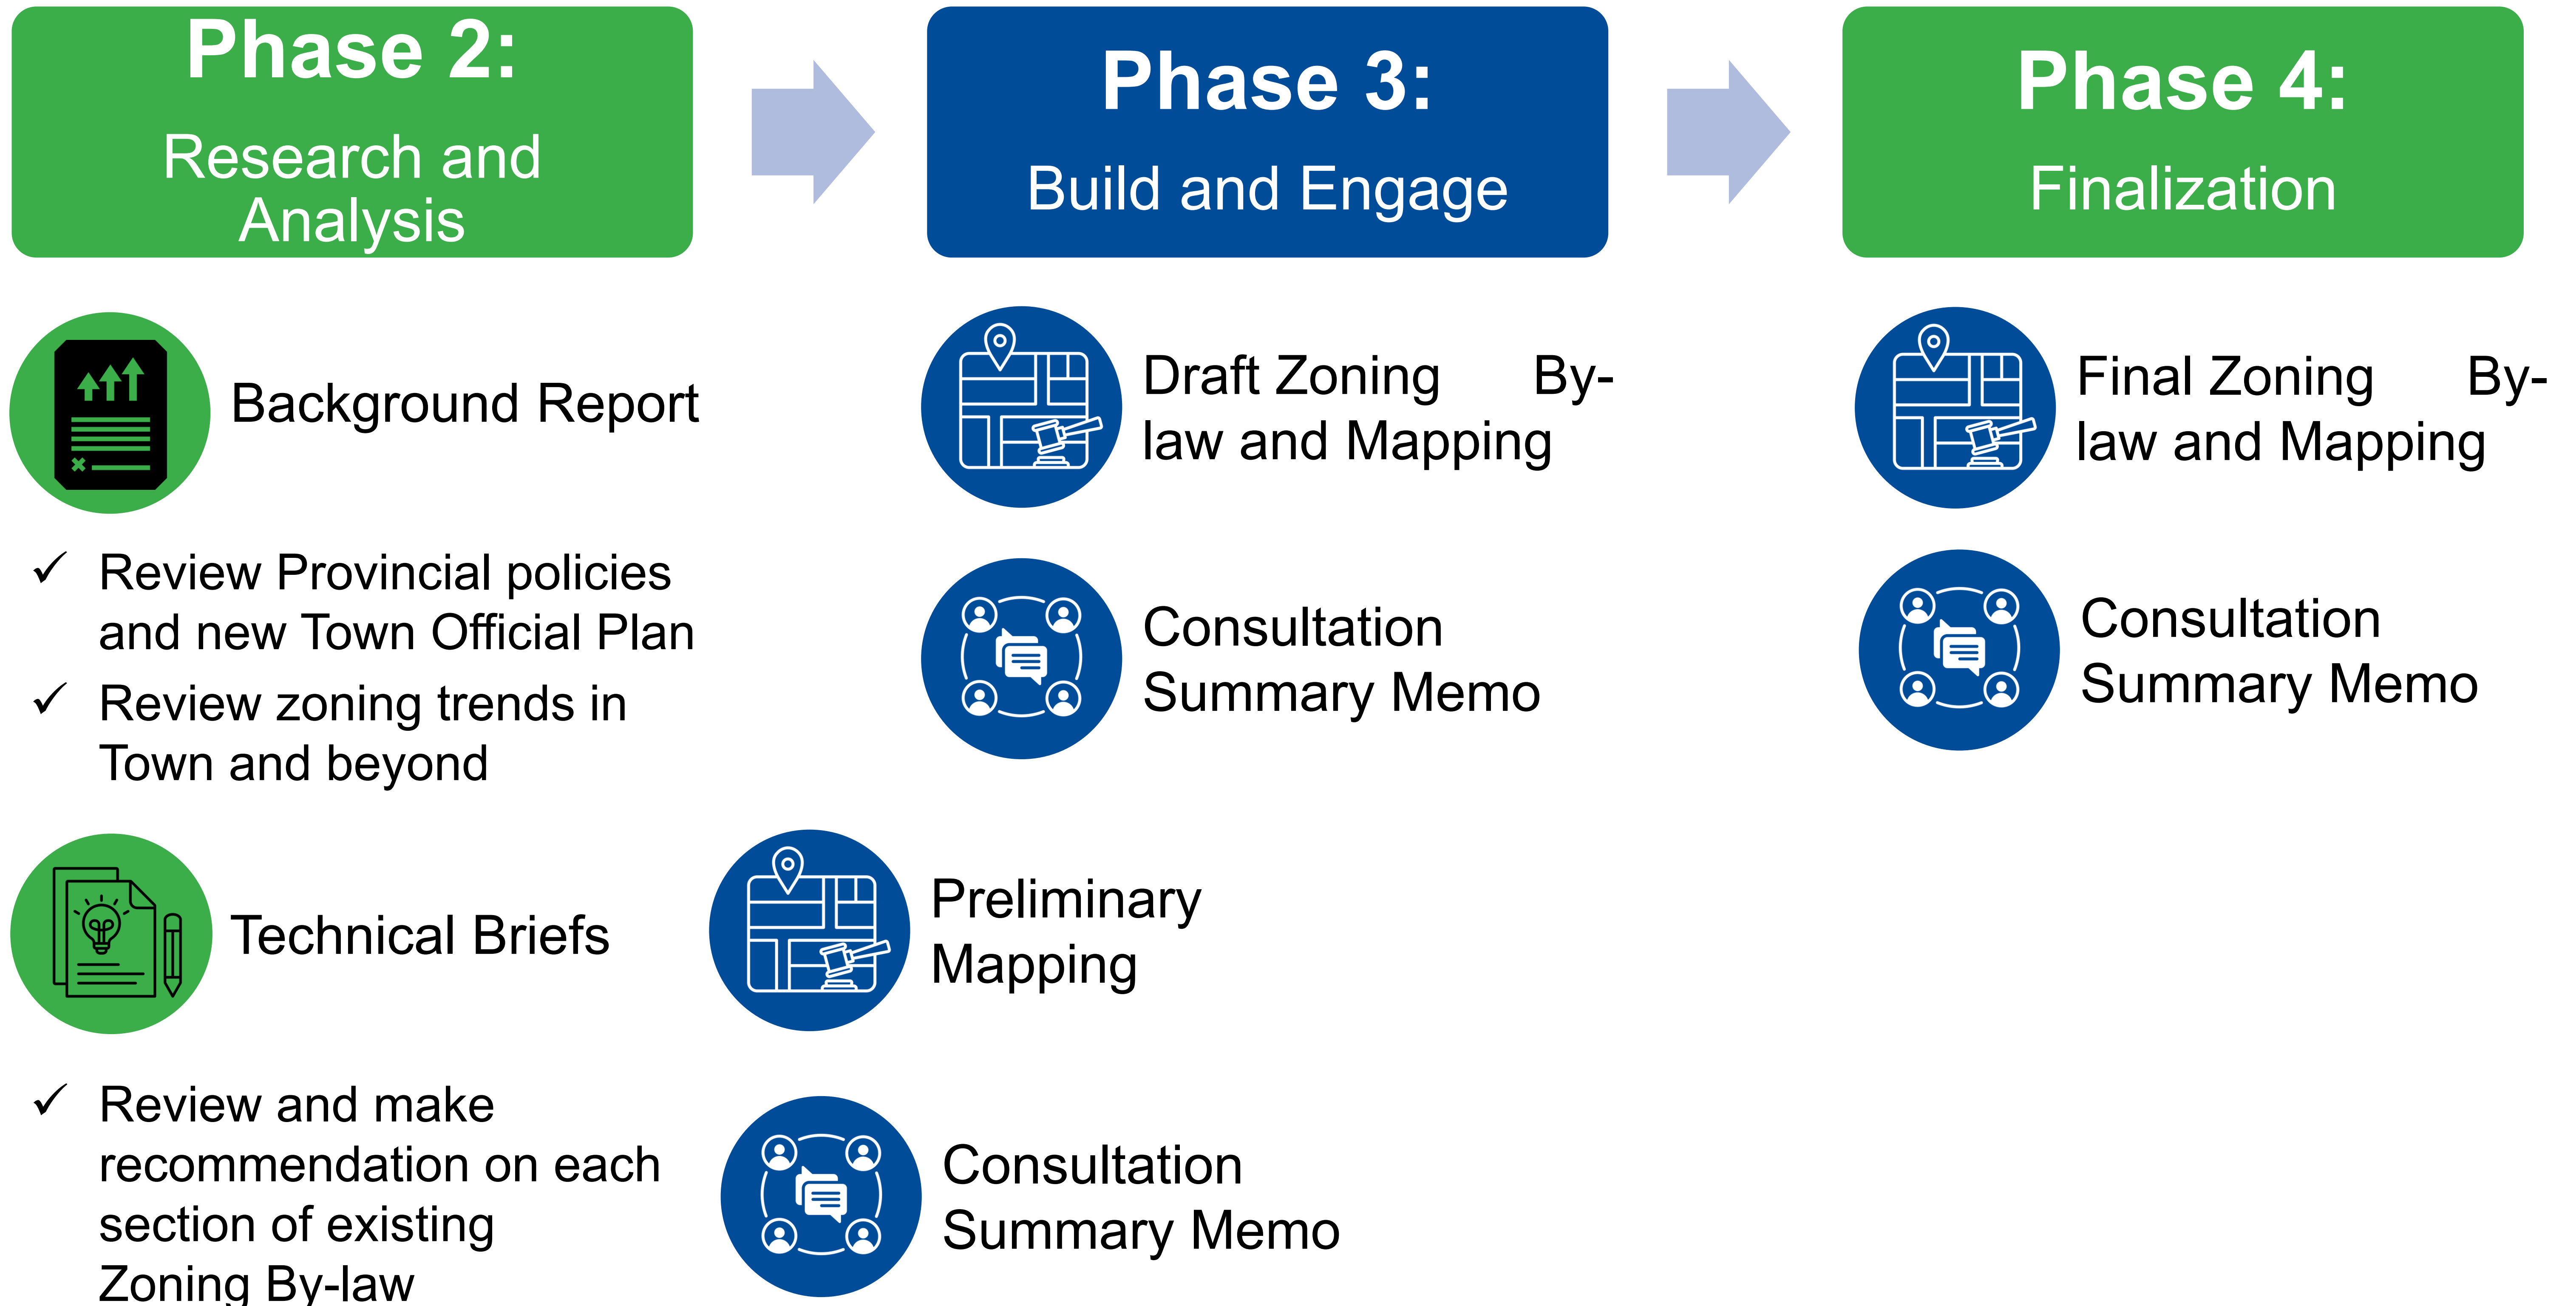 Phase 2:
Research and
Analysis
Phase 3:
Build and Engage
Phase 4:
Finalization
Background Report
✓ Review Provincial policies
and new Town Official Plan
✓ Review zoning trends in
Town and beyond
Technical Briefs
✓ Review and make
recommendation on each
section of existing
Zoning By-law
Preliminary
Mapping
Consultation
Summary Memo
Draft Zoning By-
law and Mapping
Consultation
Summary Memo
Final Zoning By-
law and Mapping
Consultation
Summary Memo